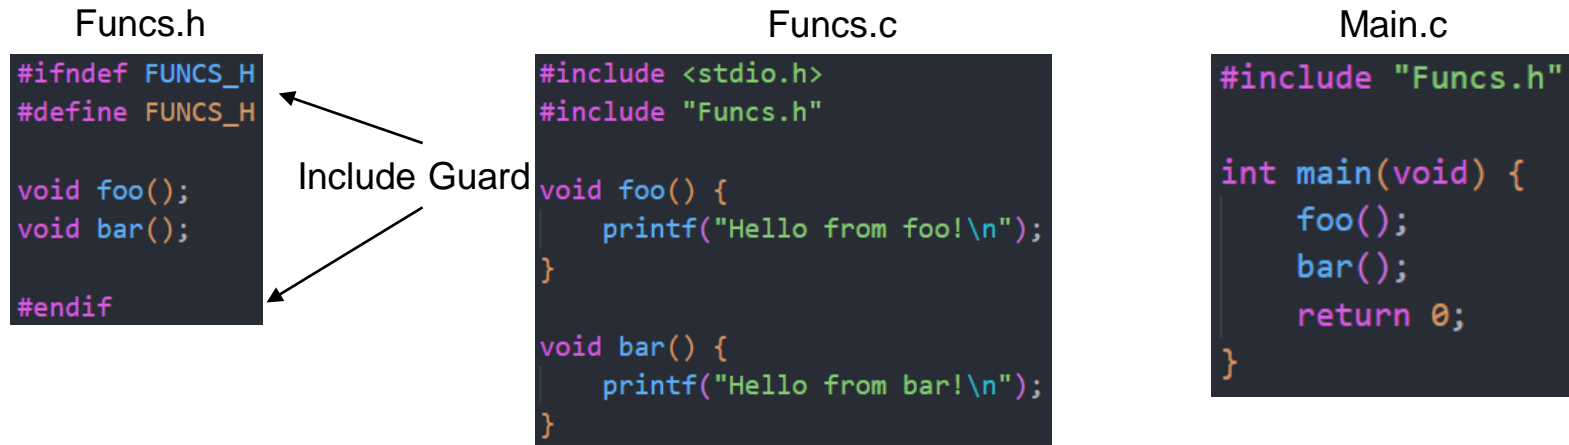 Funcs.h
#ifndef FUNCS_H
#define FUNCS_H
void foo();
void bar();
#endif
Include Guard
Funcs.c
#include <stdio.h>
#include "Funcs.h"
void foo() {
    printf("Hello from foo!\n");
}
void bar() {
    printf("Hello from bar!\n");
}
Main.c
#include "Funcs.h"
int main(void) {
    foo();
    bar();
    return 0;
}